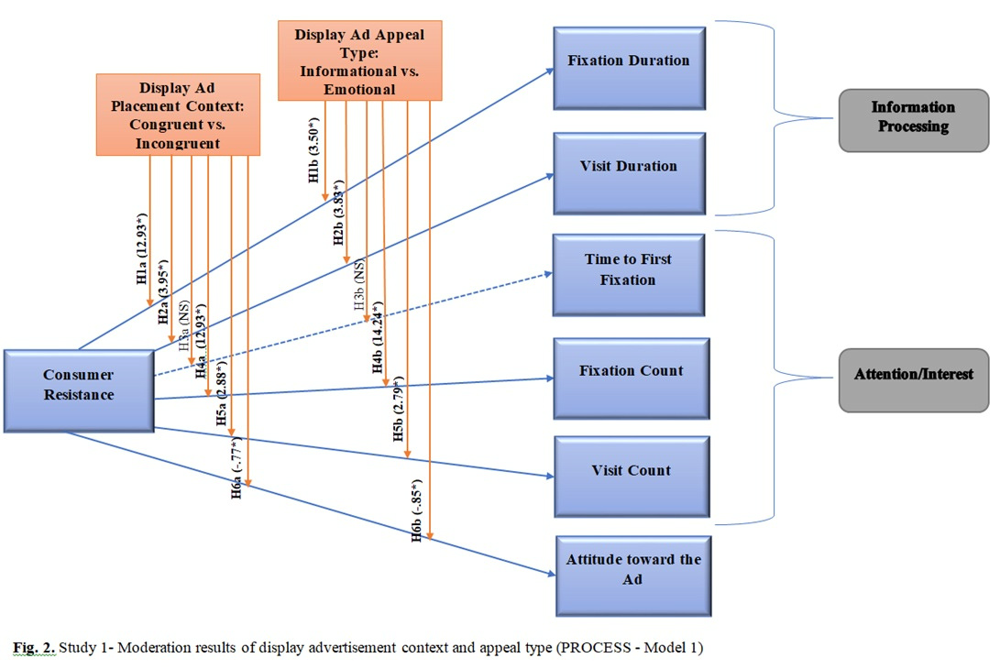 Display Ad Appeal
Type:
Informational vs.
Emotional
Display Ad
Placement Context:
Congruent vs.
Incongruent
Fixation Duration
Visit Duration
Time to First
Fixation
Fixation Count
Visit Count
Attitude toward the
Ad
Information
Processing
Attention/Interest
Consumer
Resistance
H1a (12.93*)
H2a (3.95*)
H3a (NS)
H4a (12.93*)
H5a (2.88*)
H6a (-.77*)
H1b (3.50*)
H2b (3.83*)
H3b (NS)
H4b (14.24*)
H5b (2.79*)
H6b (-.85*)
Fig. 2. Study 1- Moderation results of display advertisement context and appeal type (PROCESS - Model 1)